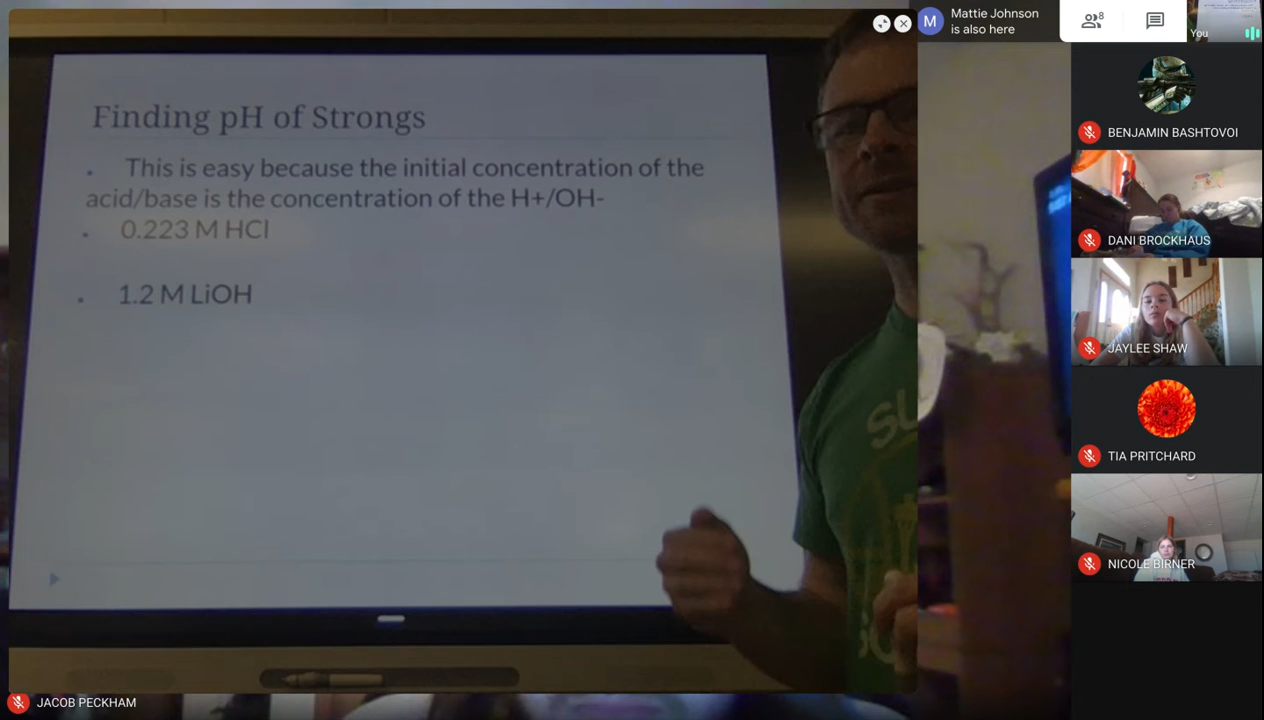 Finding pH of Strongs
. This is easy because the initial concentration of the
acid/base is the concentration of the H+/OH-
. 0.223 M HCl
. 1.2 M LiOH
M
Mattie Johnson
is also here
8
You
BENJAMIN BASHTOVOI
DANI BROCKHAUS
JAYLEE SHAW
TIA PRITCHARD
NICOLE BIRNER
JACOB PECKHAM